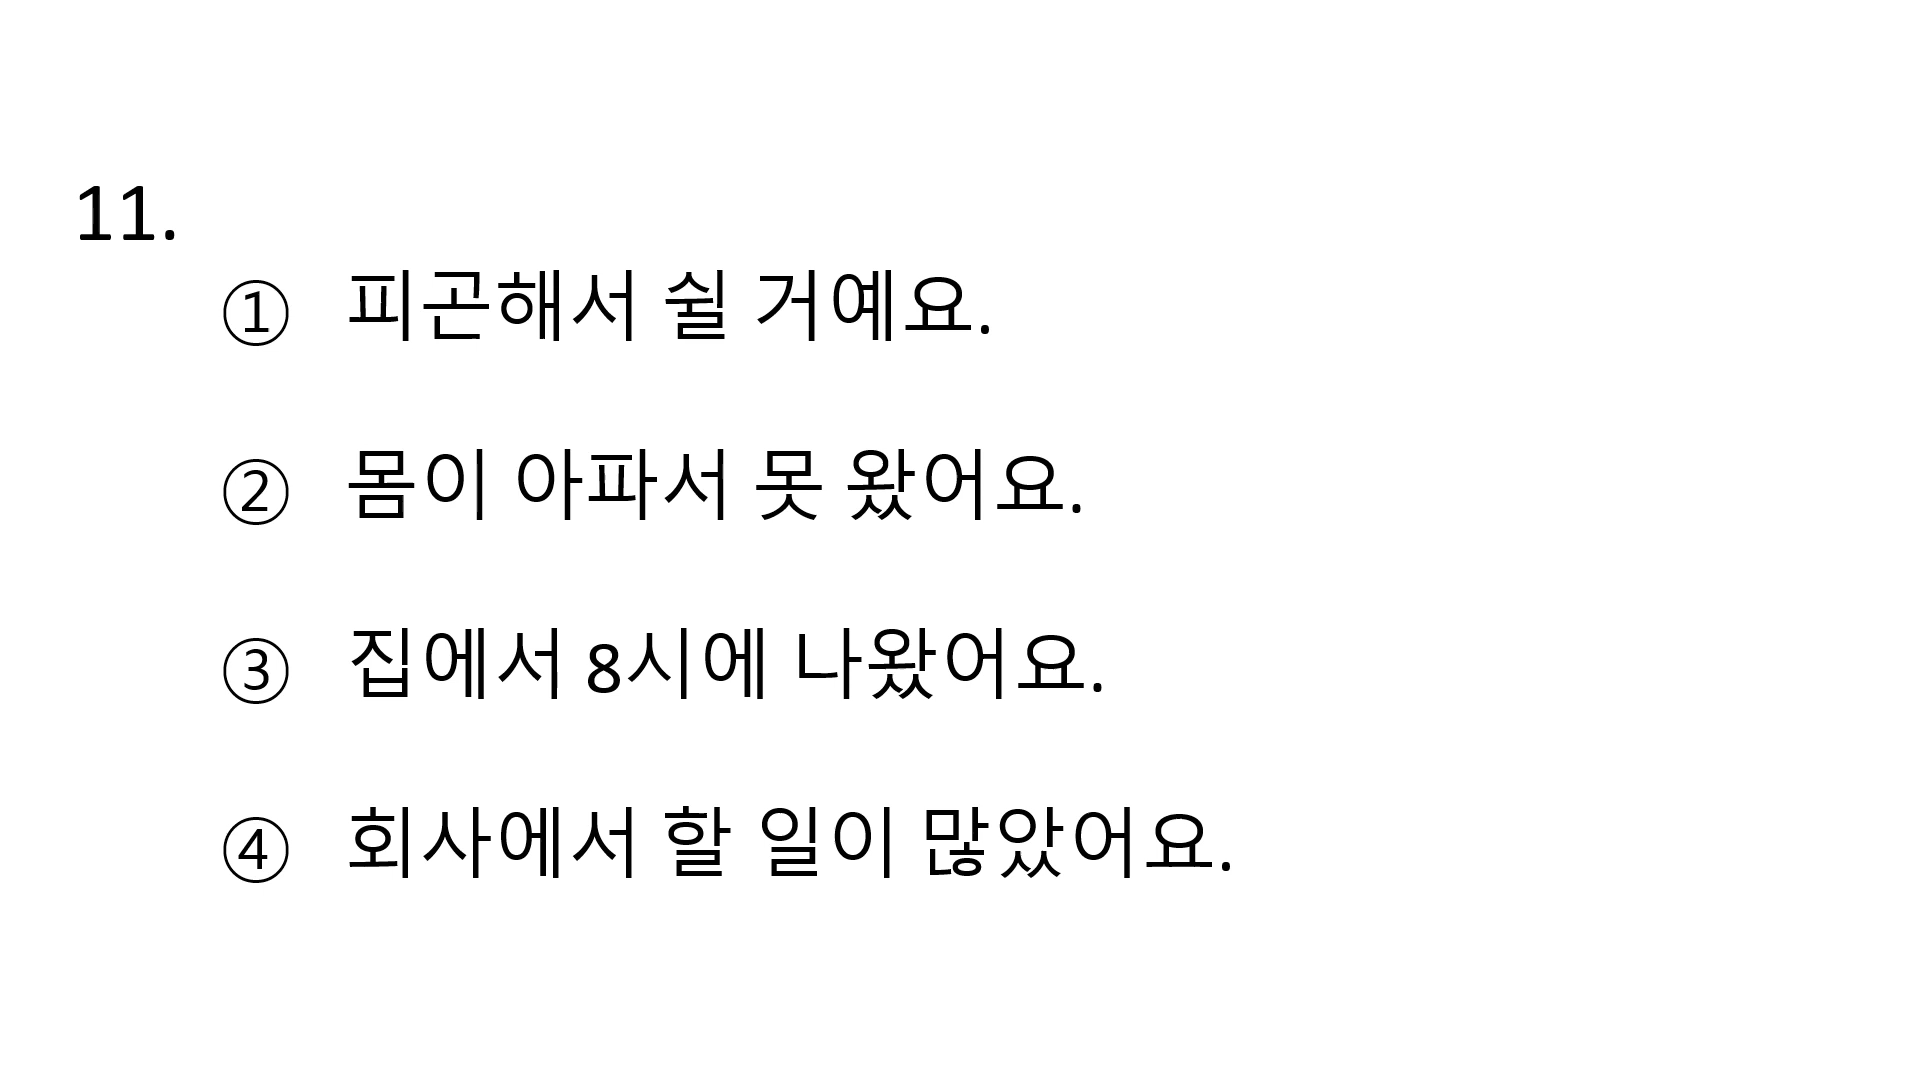 11.
① 피곤해서 쉴 거예요.
② 몸이 아파서 못 왔어요.
③ 집에서 8시에 나왔어요.
④ 회사에서 할 일이 많았어요.